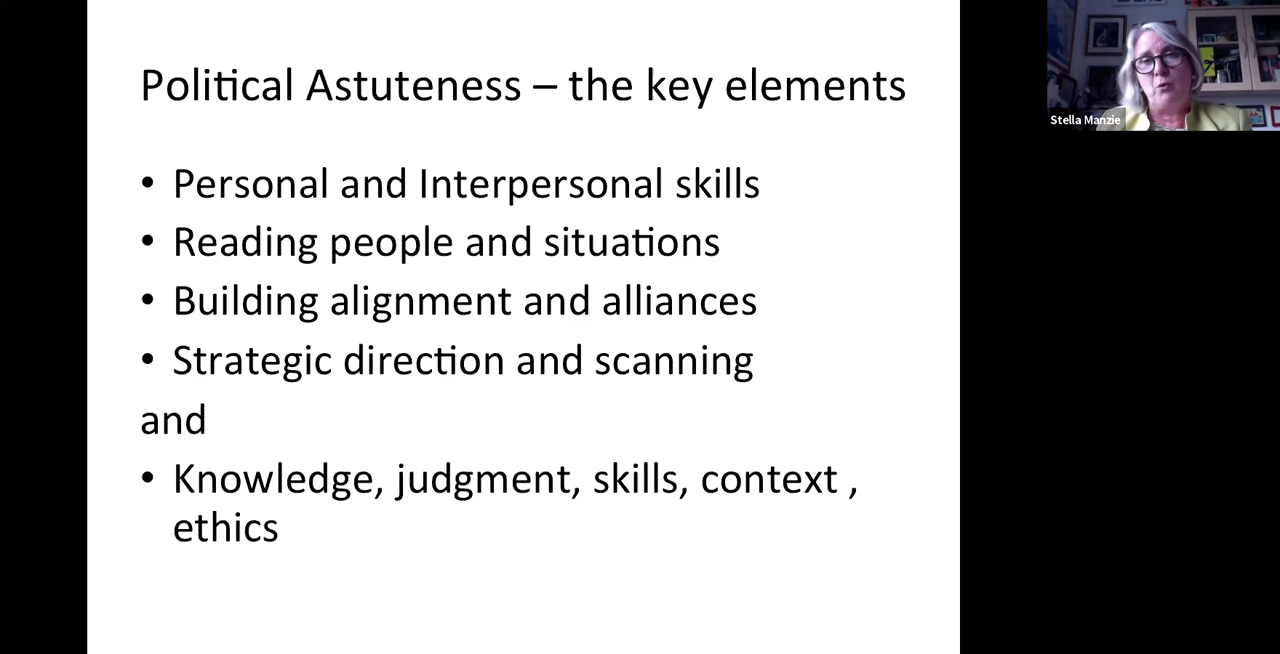 Political Astuteness – the key elements
• Personal and Interpersonal skills
• Reading people and situations
• Building alignment and alliances
• Strategic direction and scanning
and
• Knowledge, judgment, skills, context ,
ethics
Stella Manzie